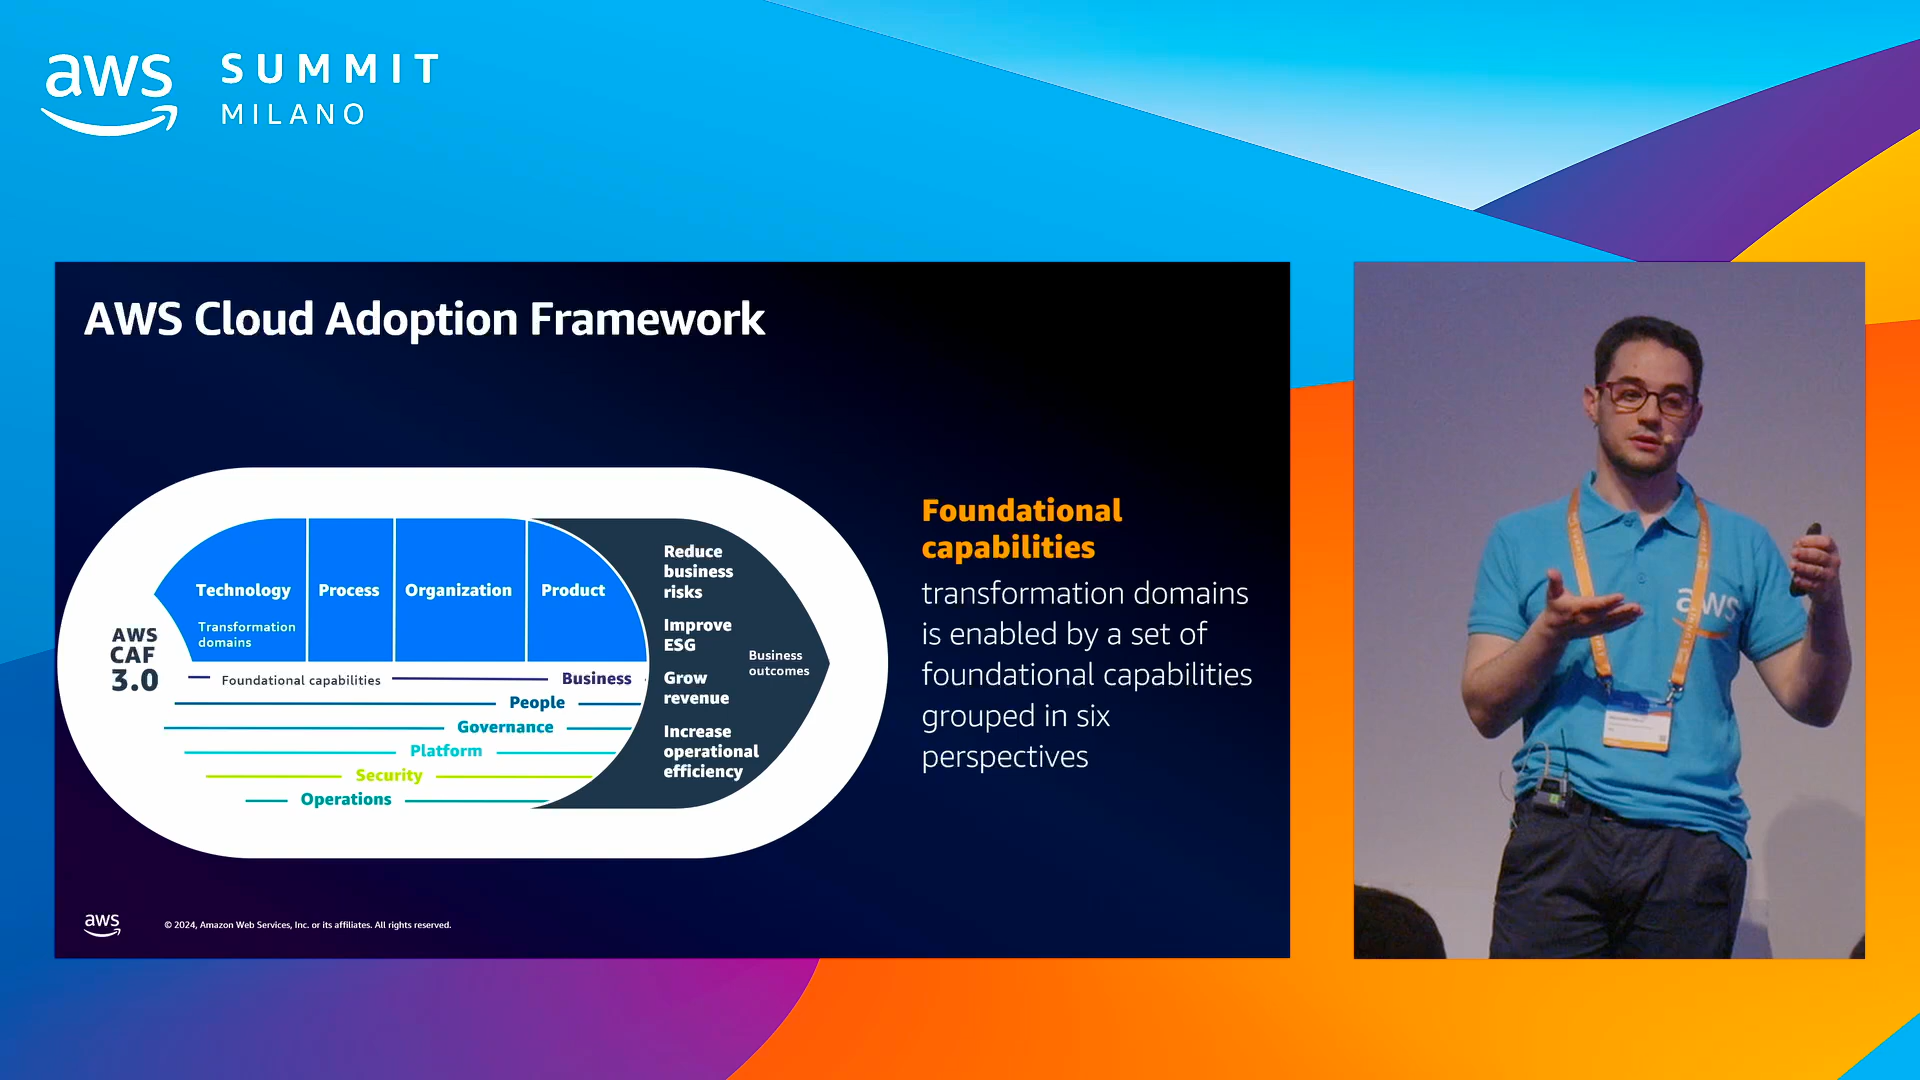 aws
SUMMIT
MILANO
AWS Cloud Adoption Framework
Technology
Process
Organization
Product
Transformation
domains
AWS
CAF
3.0
Foundational capabilities
Business
People
Governance
Platform
Security
Operations
Reduce
business
risks
Improve
ESG
Grow
revenue
Increase
operational
efficiency
Business
outcomes
Foundational
capabilities
transformation domains
is enabled by a set of
foundational capabilities
grouped in six
perspectives
aws
© 2024, Amazon Web Services, Inc. or its affiliates. All rights reserved.
aws